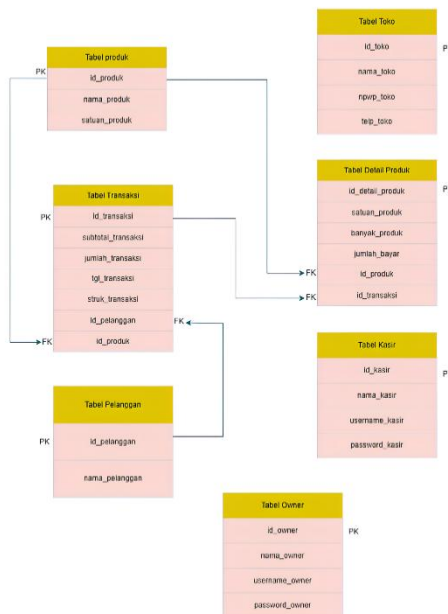 Tabel Toko
id_toko
nama_toko
npwp_toko
telp_toko
Tabel produk
PK
id_produk
nama_produk
satuan_produk
Tabel Detail Produk
id_detail_produk
satuan_produk
banyak_produk
jumlah_bayar
FK
id_produk
FK
id_transaksi
Tabel Transaksi
PK
id_transaksi
subtotal_transaksi
jumlah_transaksi
tgl_transaksi
struk_transaksi
id_pelanggan
FK
FK
id_produk
Tabel Kasir
id_kasir
nama_kasir
username_kasir
password_kasir
Tabel Pelanggan
PK
id_pelanggan
nama_pelanggan
Tabel Owner
id_owner
PK
nama_owner
username_owner
password_owner